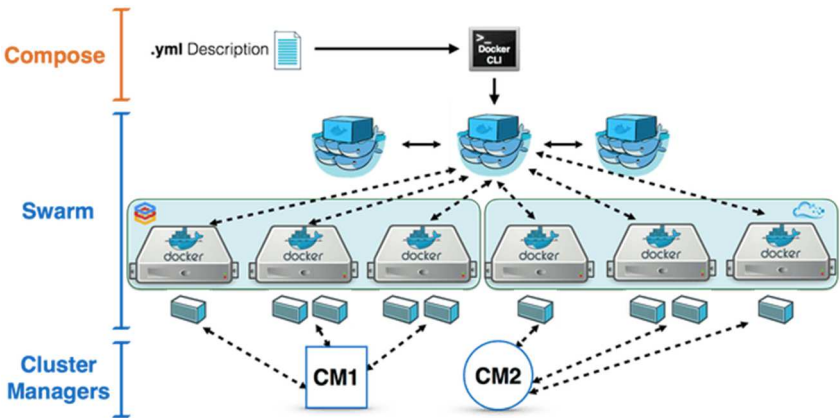 Compose
.yml Description
>_
Docker
CLI
Swarm
docker
docker
docker
docker
docker
docker
Cluster
Managers
CM1
CM2